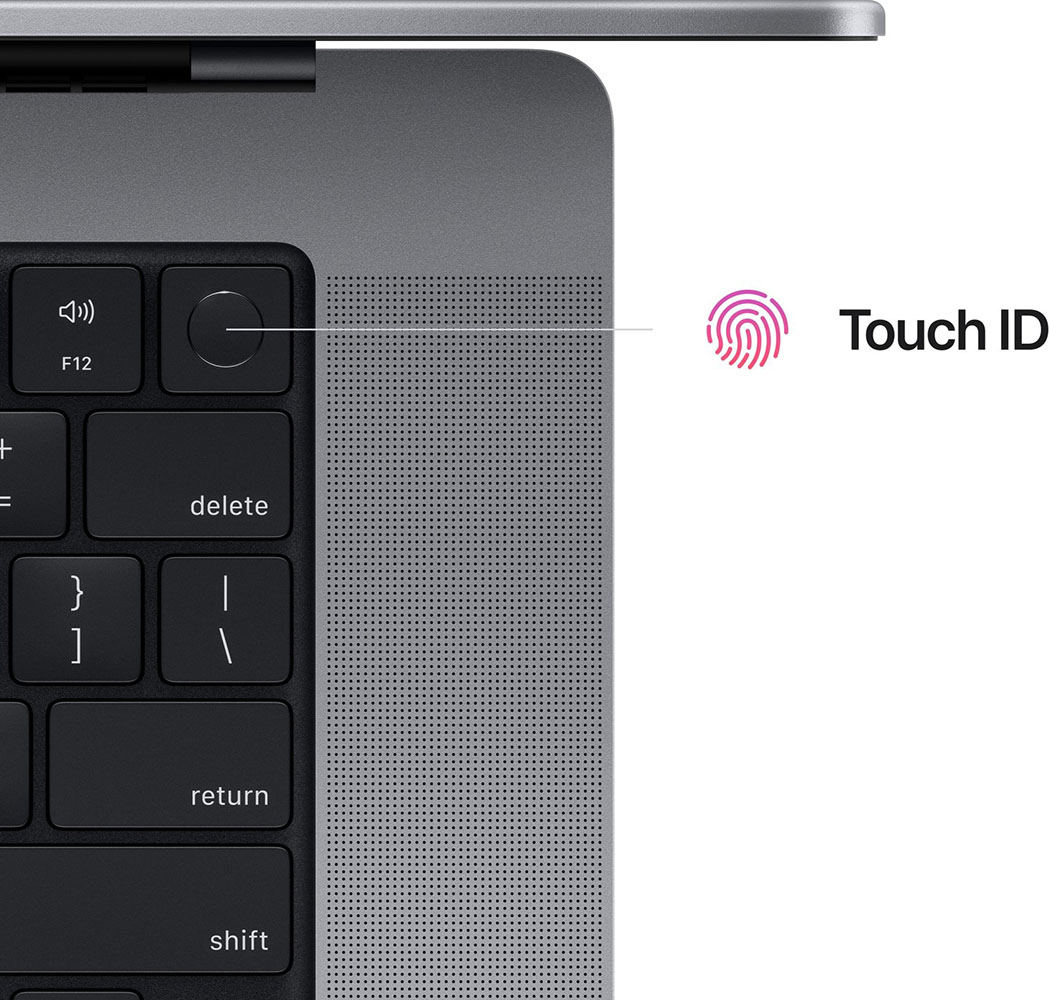 Touch ID
F12
+
=
delete
}
]
|
\
return
shift